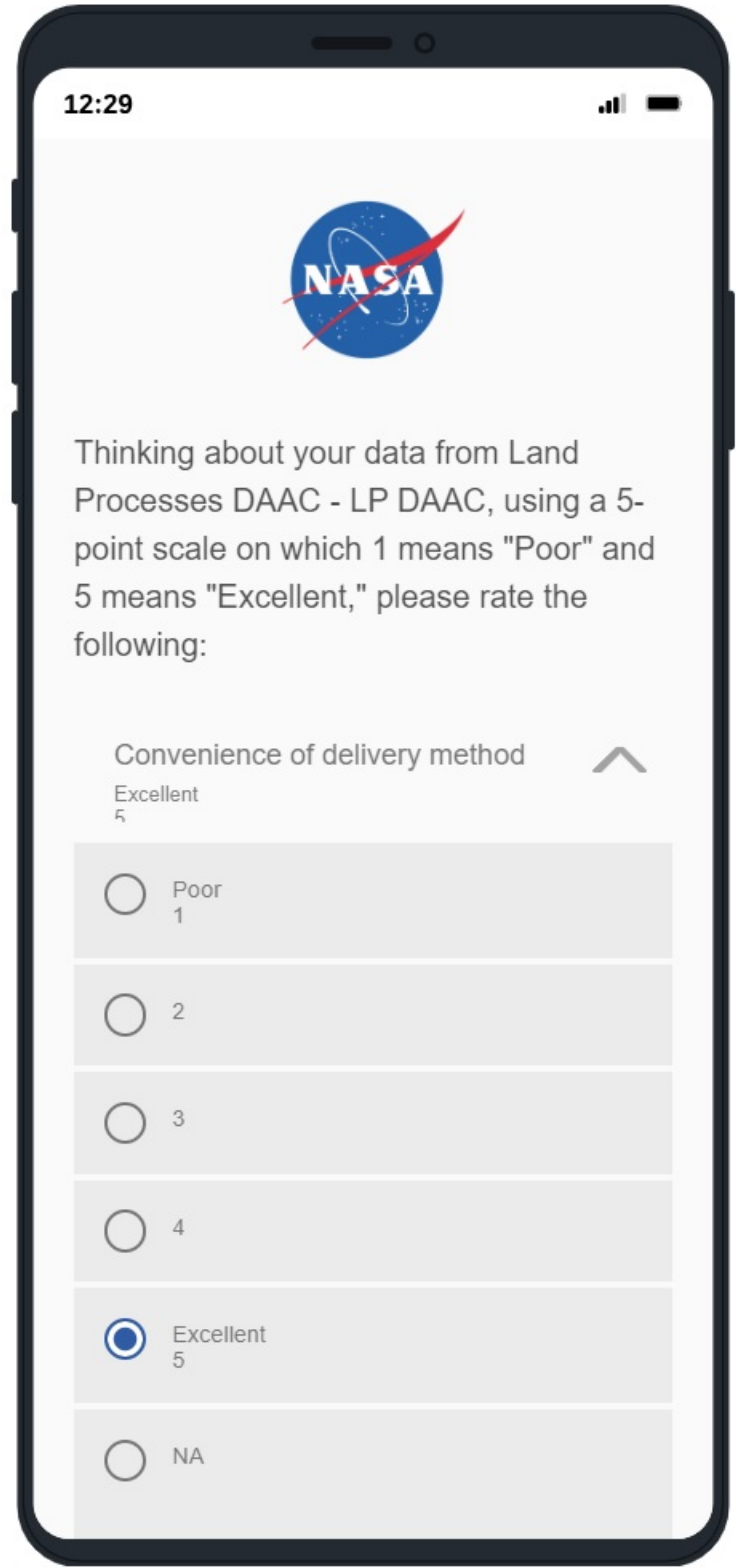 12:29
NASA
Thinking about your data from Land
Processes DAAC - LP DAAC, using a 5-
point scale on which 1 means "Poor" and
5 means "Excellent," please rate the
following:
Convenience of delivery method
Excellent
5
Poor
1
2
3
4
Excellent
5
NA